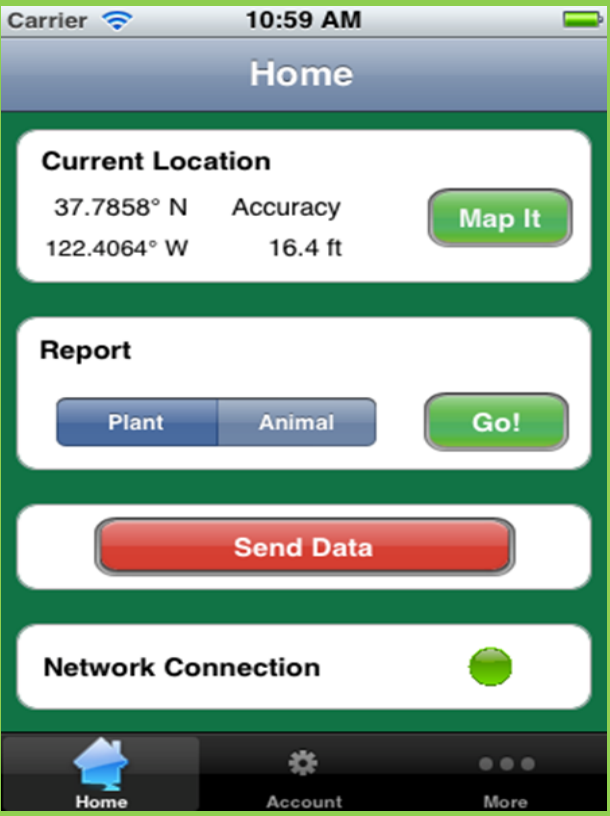 Carrier 10:59 AM
Home
Current Location
37.7858° N Accuracy
Map It
122.4064° W 16.4 ft
Report
Plant Animal Go!
Send Data
Network Connection
Home Account More